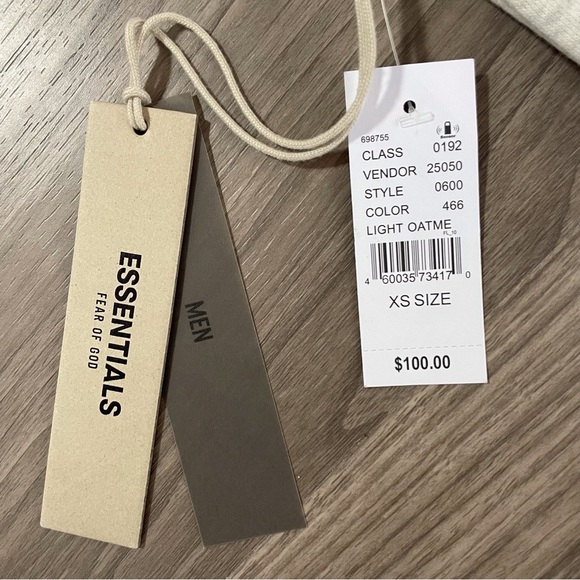 ESSENTIALS
FEAR OF GOD
MEN
698755
CLASS 0192
VENDOR 25050
STYLE 0600
COLOR 466
LIGHT OATME
FL_10
4 60035 73417 0
XS SIZE
$100.00